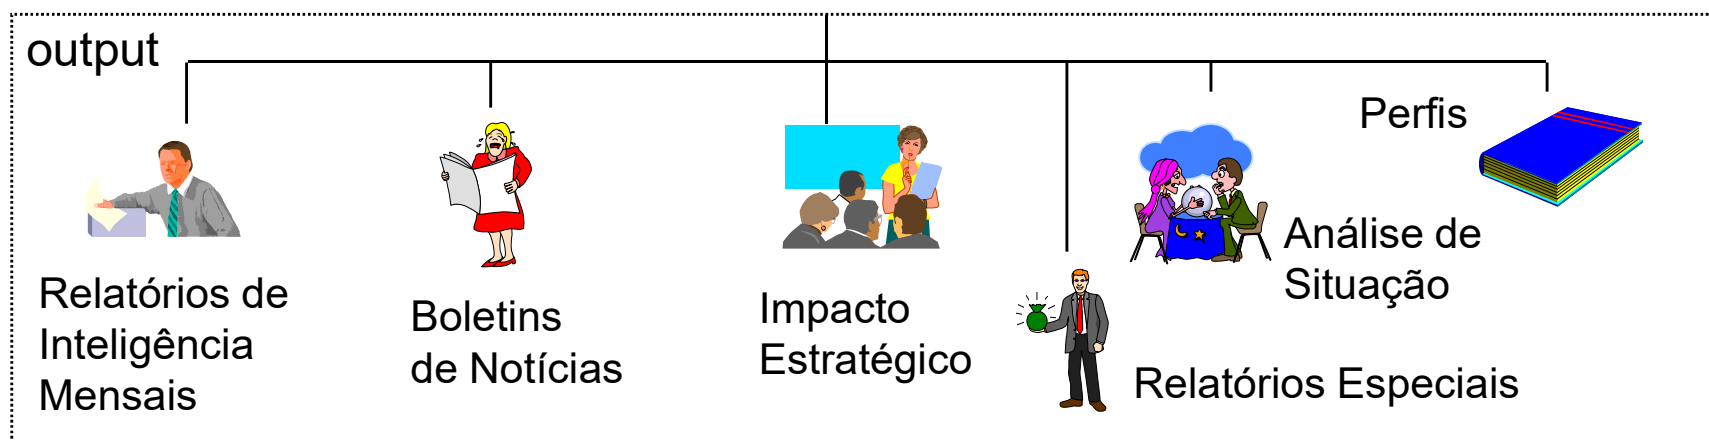 output
Relatórios de
Inteligência
Mensais
Boletins
de Notícias
Impacto
Estratégico
Relatórios Especiais
Análise de
Situação
Perfis